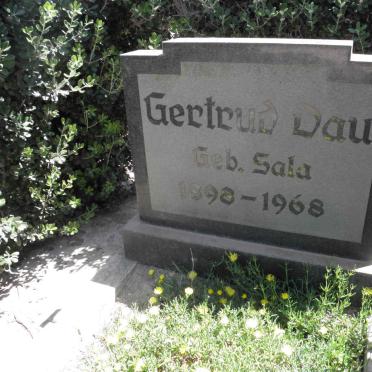 Gertrud Dau
Geb. Sala
1898-1968